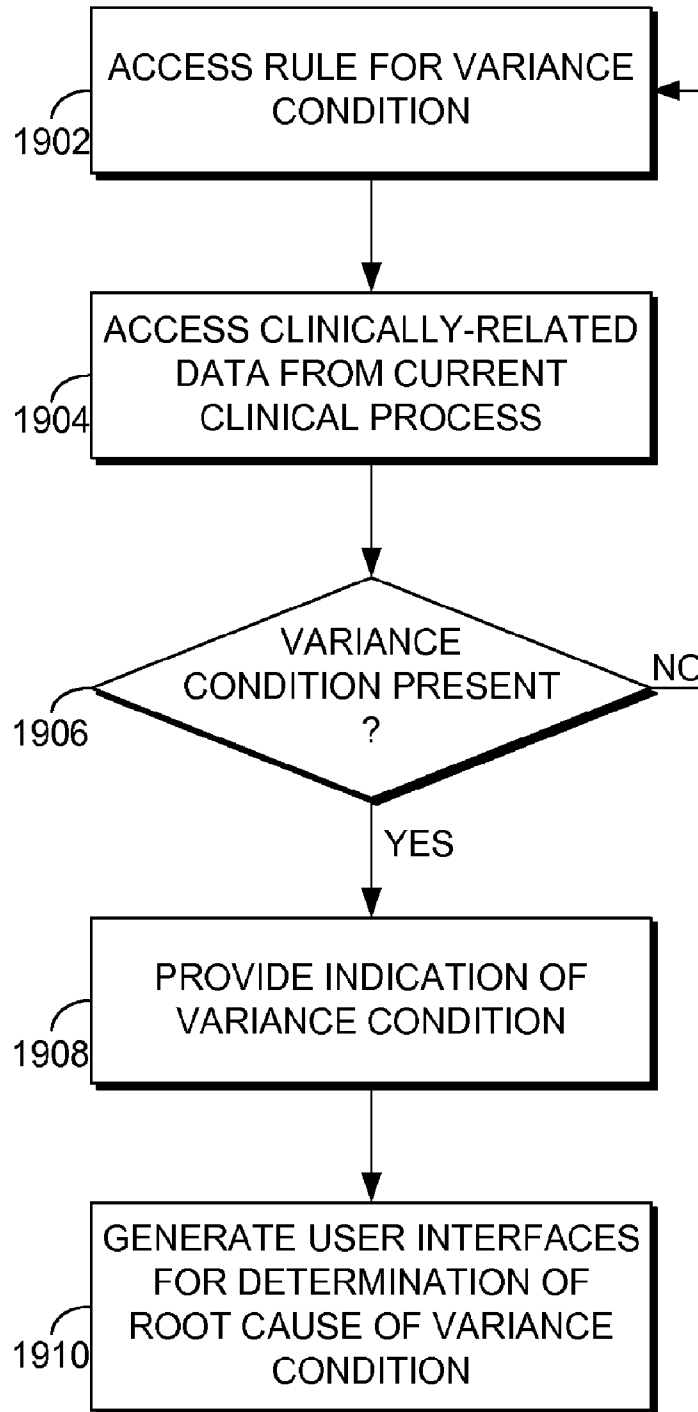 ACCESS RULE FOR VARIANCE
CONDITION
1902
ACCESS CLINICALLY-RELATED
DATA FROM CURRENT
CLINICAL PROCESS
1904
VARIANCE
CONDITION PRESENT
?
NO
1906
YES
PROVIDE INDICATION OF
VARIANCE CONDITION
1908
GENERATE USER INTERFACES
FOR DETERMINATION OF
ROOT CAUSE OF VARIANCE
CONDITION
1910